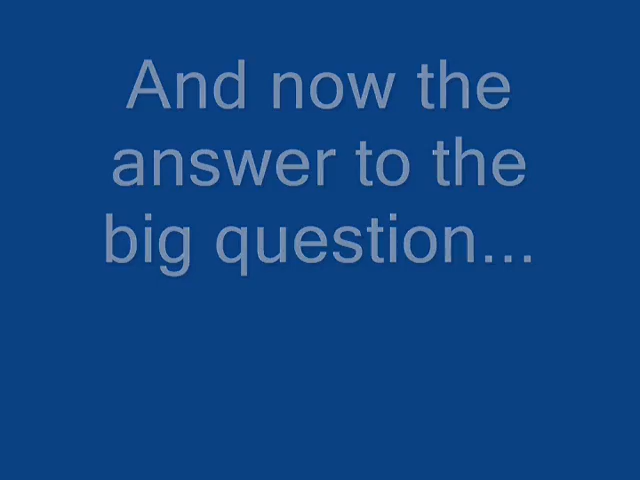 And now the
answer to the
big question...